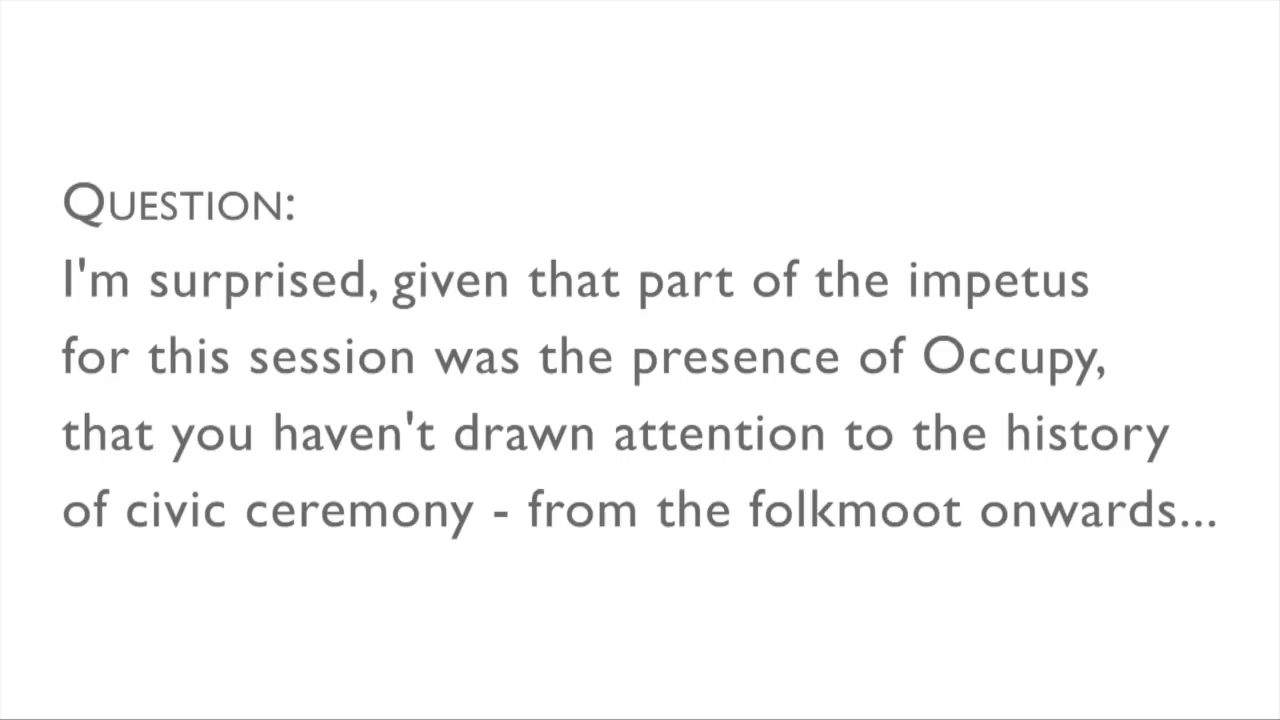 QUESTION:
I'm surprised, given that part of the impetus
for this session was the presence of Occupy,
that you haven't drawn attention to the history
of civic ceremony - from the folkmoot onwards...